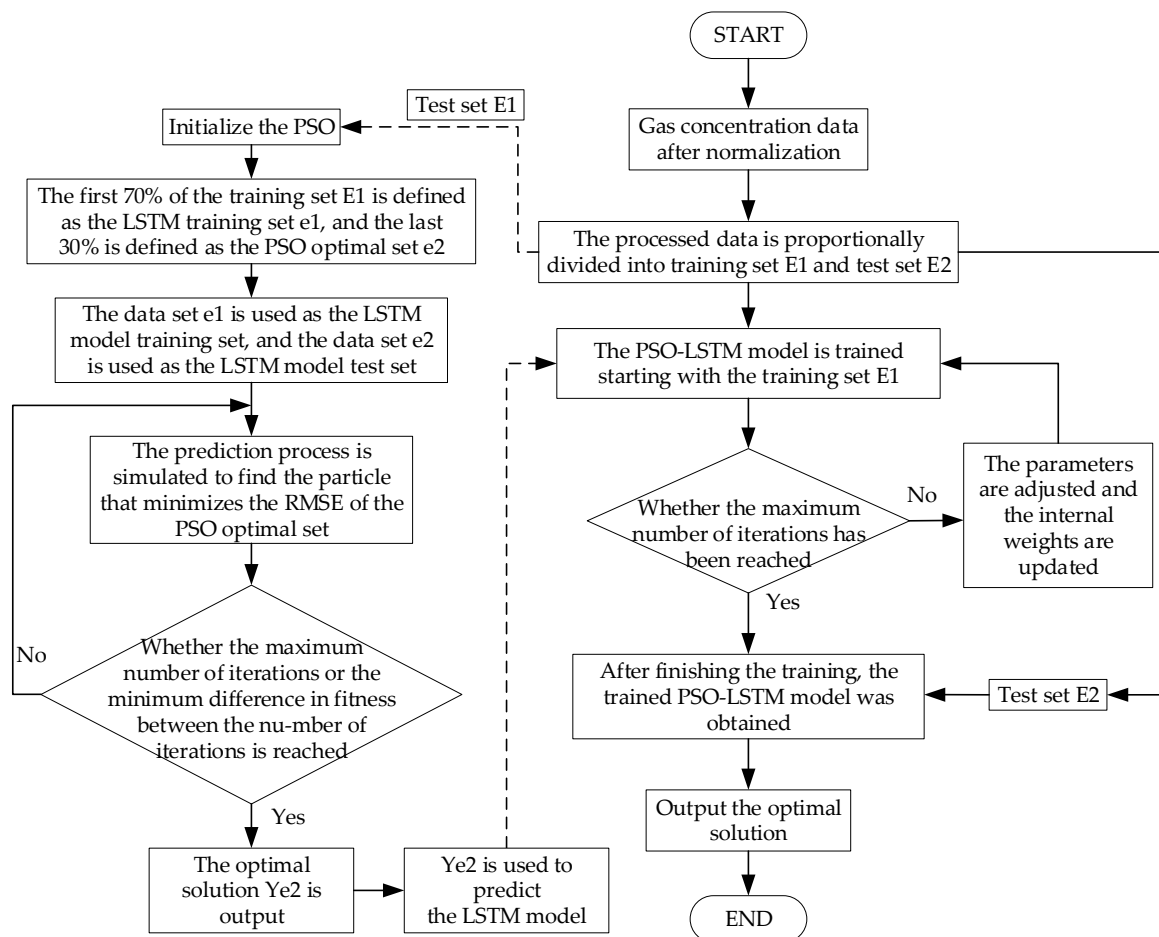 START
Gas concentration data
after normalization
The processed data is proportionally
divided into training set E1 and test set E2
Test set E1
Initialize the PSO
The first 70% of the training set E1 is defined
as the LSTM training set e1, and the last
30% is defined as the PSO optimal set e2
The data set e1 is used as the LSTM
model training set, and the data set e2
is used as the LSTM model test set
The prediction process is
simulated to find the particle
that minimizes the RMSE of the
PSO optimal set
Whether the maximum
number of iterations or the
minimum difference in fitness
between the nu-mber of
iterations is reached
No
Yes
The optimal
solution Ye2 is
output
Ye2 is used to
predict
the LSTM model
The PSO-LSTM model is trained
starting with the training set E1
Whether the maximum
number of iterations has
been reached
No
The parameters
are adjusted and
the internal
weights are
updated
Yes
After finishing the training, the
trained PSO-LSTM model was
obtained
Test set E2
Output the optimal
solution
END